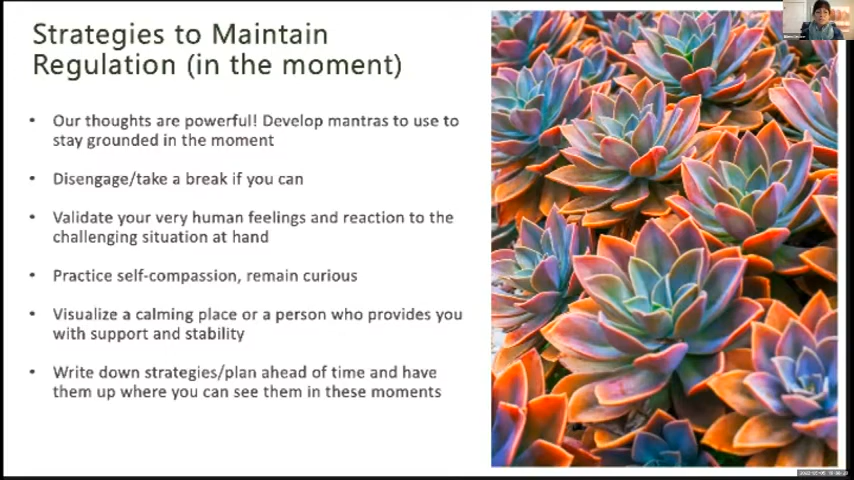 Strategies to Maintain
Regulation (in the moment)
• Our thoughts are powerful! Develop mantras to use to
stay grounded in the moment
• Disengage/take a break if you can
• Validate your very human feelings and reaction to the
challenging situation at hand
• Practice self-compassion, remain curious
• Visualize a calming place or a person who provides you
with support and stability
• Write down strategies/plan ahead of time and have
them up where you can see them in these moments